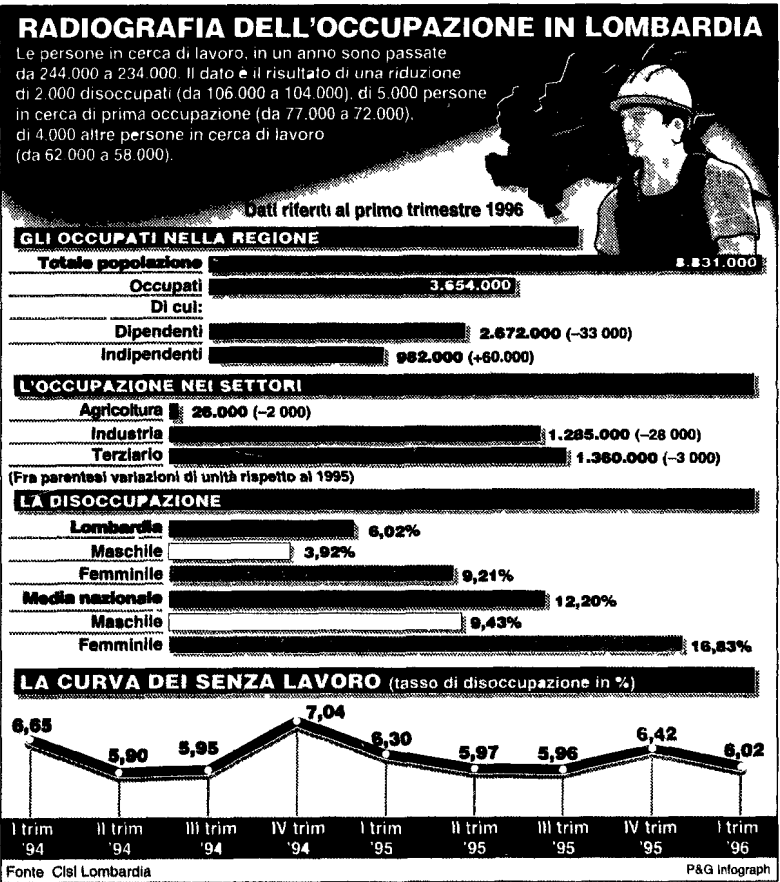 RADIOGRAFIA DELL'OCCUPAZIONE IN LOMBARDIA
Le persone in cerca di lavoro, in un anno sono passate
da 244.000 a 234.000. Il dato è il risultato di una riduzione
di 2.000 disoccupati (da 106.000 a 104.000), di 5.000 persone
in cerca di prima occupazione (da 77.000 a 72.000),
di 4.000 altre persone in cerca di lavoro
(da 62.000 a 58.000).
Dati riferiti al primo trimestre 1996
GLI OCCUPATI NELLA REGIONE
Totale popolazione 8.831.000
Occupati 3.654.000
Di cui:
Dipendenti 2.672.000 (–33 000)
Indipendenti 982.000 (+60.000)
L'OCCUPAZIONE NEI SETTORI
Agricoltura 26.000 (–2 000)
Industria 1.285.000 (–28 000)
Terziario 1.360.000 (–3 000)
(Fra parentesi variazioni di unità rispetto al 1995)
LA DISOCCUPAZIONE
Lombardia 6,02%
Maschile 3,92%
Femminile 9,21%
Media nazionale 12,20%
Maschile 9,43%
Femminile 16,83%
LA CURVA DEI SENZA LAVORO (tasso di disoccupazione in %)
6,65 5,90 5,95 7,04 6,30 5,97 5,96 6,42 6,02
I trim II trim III trim IV trim I trim II trim III trim IV trim I trim
'94 '94 '94 '94 '95 '95 '95 '95 '96
Fonte Cisl Lombardia P&G Infograph